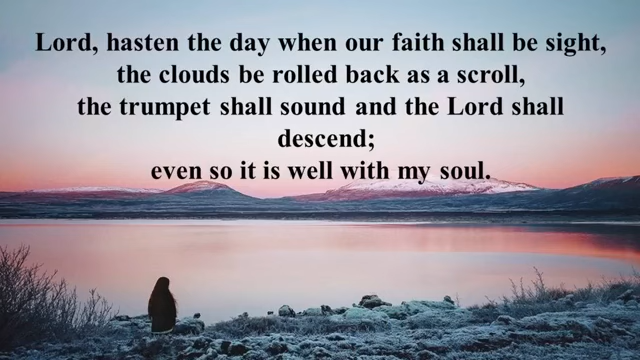 Lord, hasten the day when our faith shall be sight,
the clouds be rolled back as a scroll,
the trumpet shall sound and the Lord shall
descend;
even so it is well with my soul.